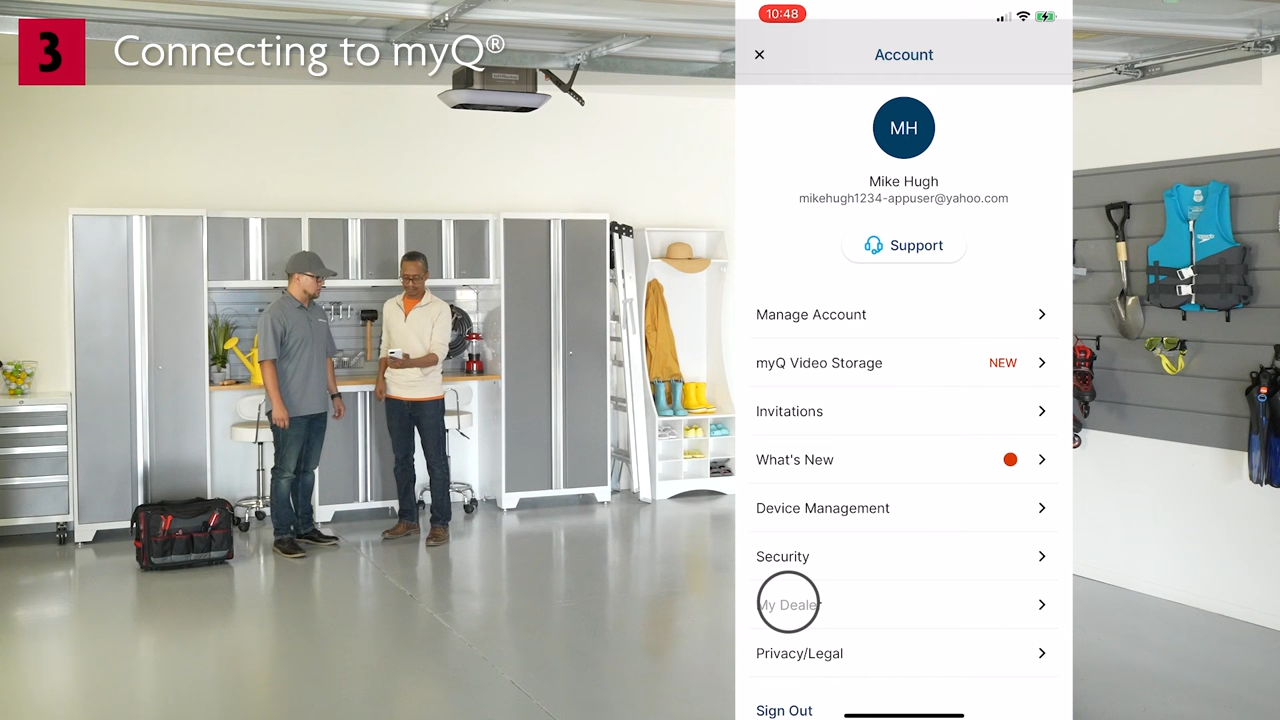 3 Connecting to myQ®
10:48
Account
MH
Mike Hugh
mikehugh1234-appuser@yahoo.com
Support
Manage Account
myQ Video Storage NEW
Invitations
What's New
Device Management
Security
My Dealer
Privacy/Legal
Sign Out